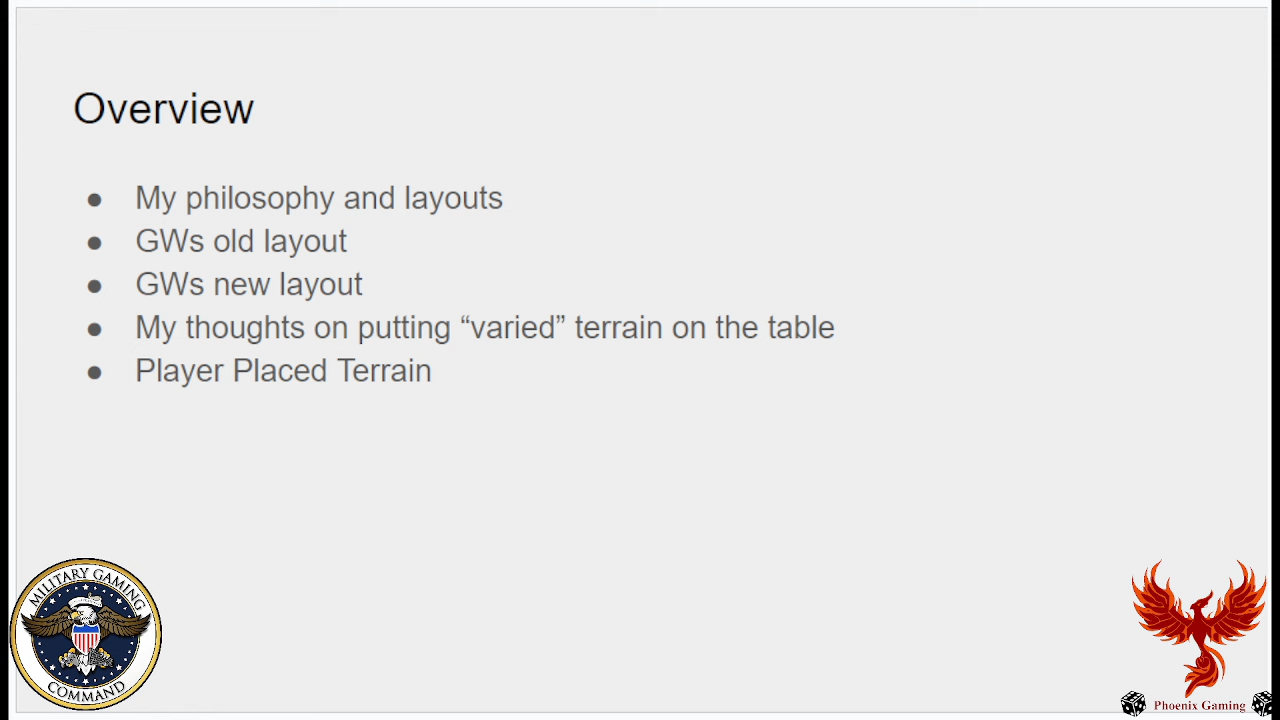 Overview
● My philosophy and layouts
● GWs old layout
● GWs new layout
● My thoughts on putting “varied” terrain on the table
● Player Placed Terrain
MILITARY GAMING
COMMAND
Phoenix Gaming